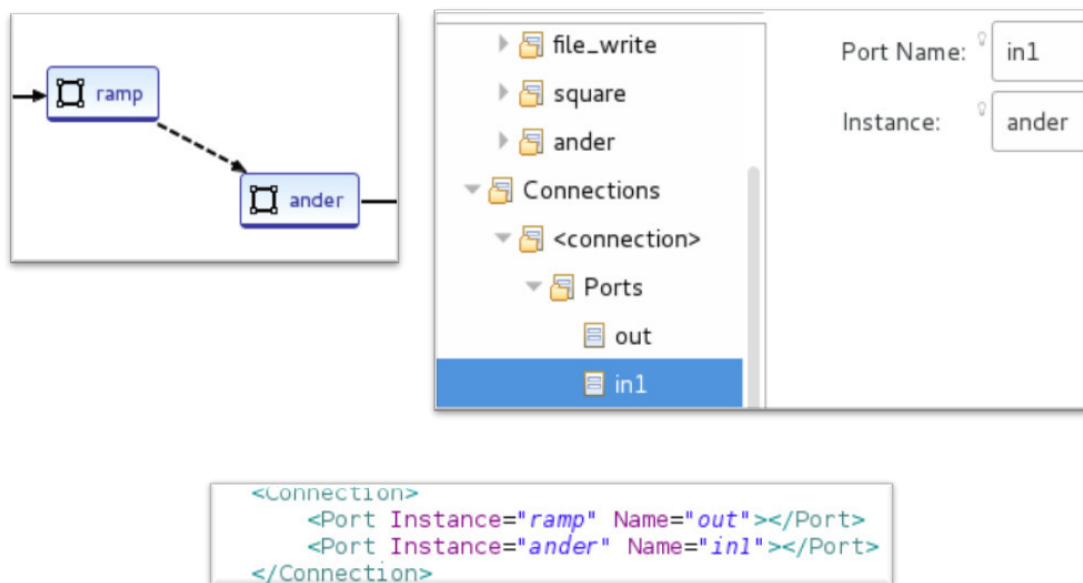 ramp
ander
file_write
square
ander
Connections
<connection>
Ports
out
in1
Port Name: in1
Instance: ander
<Connection>
<Port Instance="ramp" Name="out"></Port>
<Port Instance="ander" Name="in1"></Port>
</Connection>